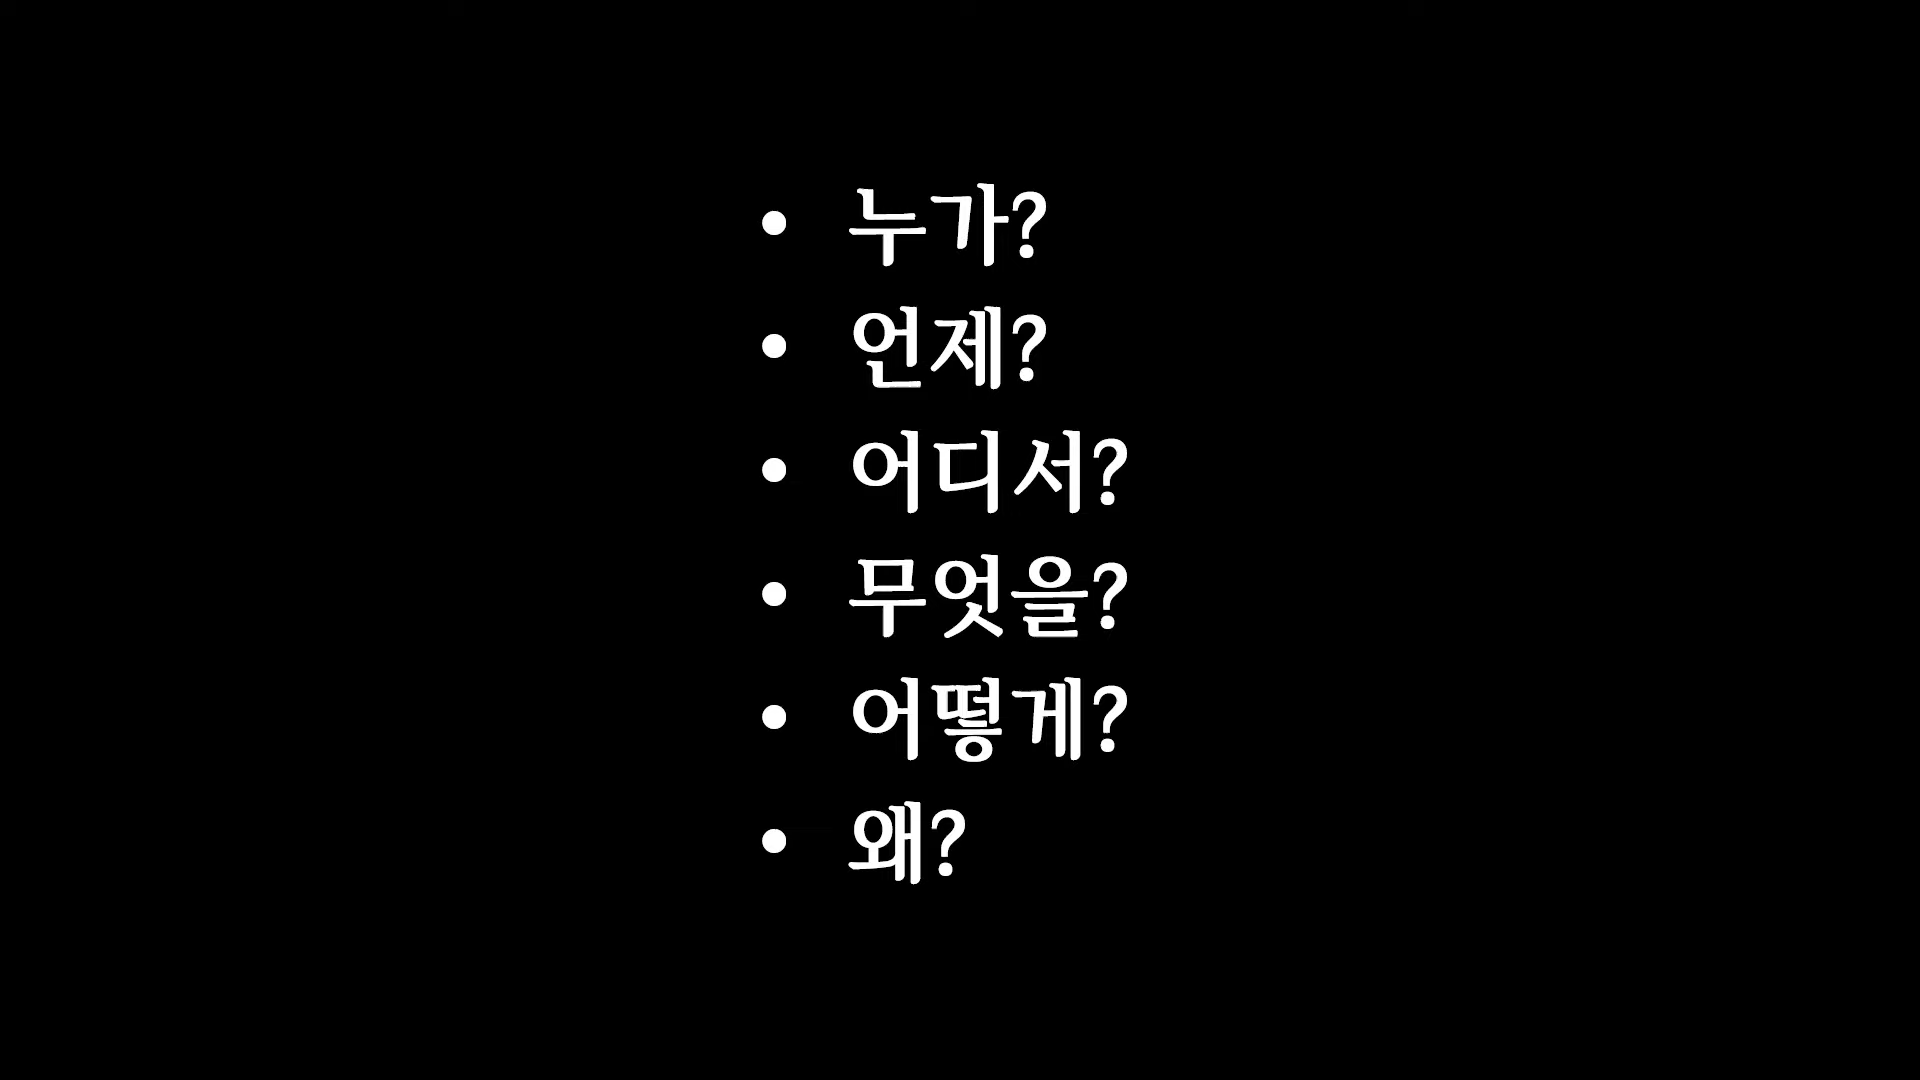 • 누가?
• 언제?
• 어디서?
• 무엇을?
• 어떻게?
• 왜?